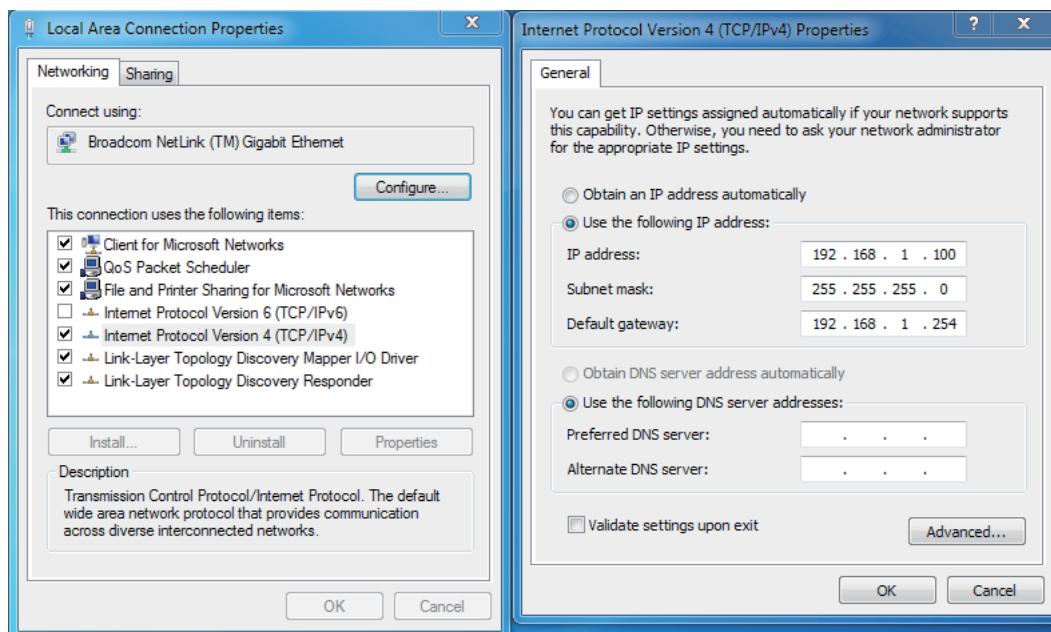 Local Area Connection Properties
Networking
Sharing
Connect using:
Broadcom NetLink (TM) Gigabit Ethernet
Configure...
This connection uses the following items:
Client for Microsoft Networks
QoS Packet Scheduler
File and Printer Sharing for Microsoft Networks
Internet Protocol Version 6 (TCP/IPv6)
Internet Protocol Version 4 (TCP/IPv4)
Link-Layer Topology Discovery Mapper I/O Driver
Link-Layer Topology Discovery Responder
Install...
Uninstall
Properties
Description
Transmission Control Protocol/Internet Protocol. The default
wide area network protocol that provides communication
across diverse interconnected networks.
OK
Cancel
Internet Protocol Version 4 (TCP/IPv4) Properties
General
You can get IP settings assigned automatically if your network supports
this capability. Otherwise, you need to ask your network administrator
for the appropriate IP settings.
Obtain an IP address automatically
Use the following IP address:
IP address: 192 . 168 . 1 . 100
Subnet mask: 255 . 255 . 255 . 0
Default gateway: 192 . 168 . 1 . 254
Obtain DNS server address automatically
Use the following DNS server addresses:
Preferred DNS server: . . .
Alternate DNS server: . . .
Validate settings upon exit
Advanced...
OK
Cancel